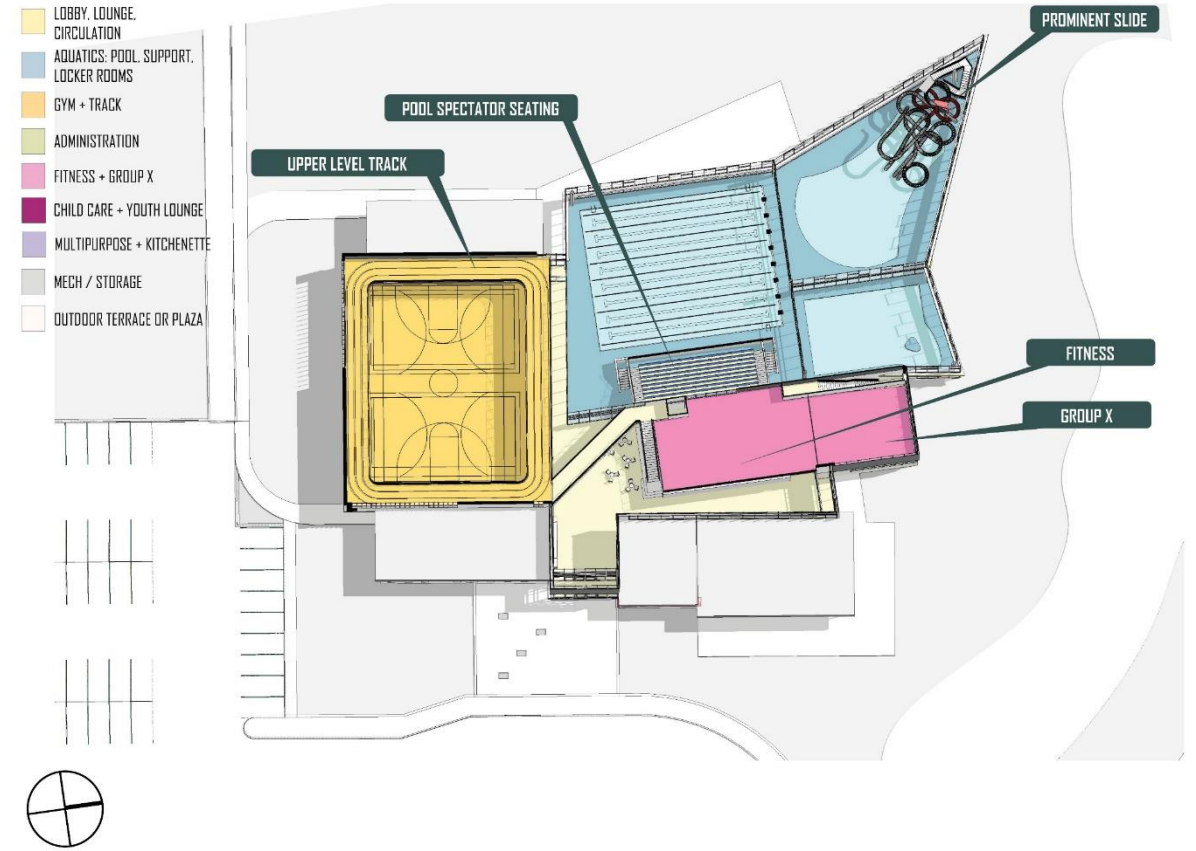 LOBBY, LOUNGE,
CIRCULATION
AQUATICS: POOL, SUPPORT,
LOCKER ROOMS
GYM + TRACK
ADMINISTRATION
FITNESS + GROUP X
CHILD CARE + YOUTH LOUNGE
MULTIPURPOSE + KITCHENETTE
MECH / STORAGE
OUTDOOR TERRACE OR PLAZA
PROMINENT SLIDE
POOL SPECTATOR SEATING
UPPER LEVEL TRACK
FITNESS
GROUP X